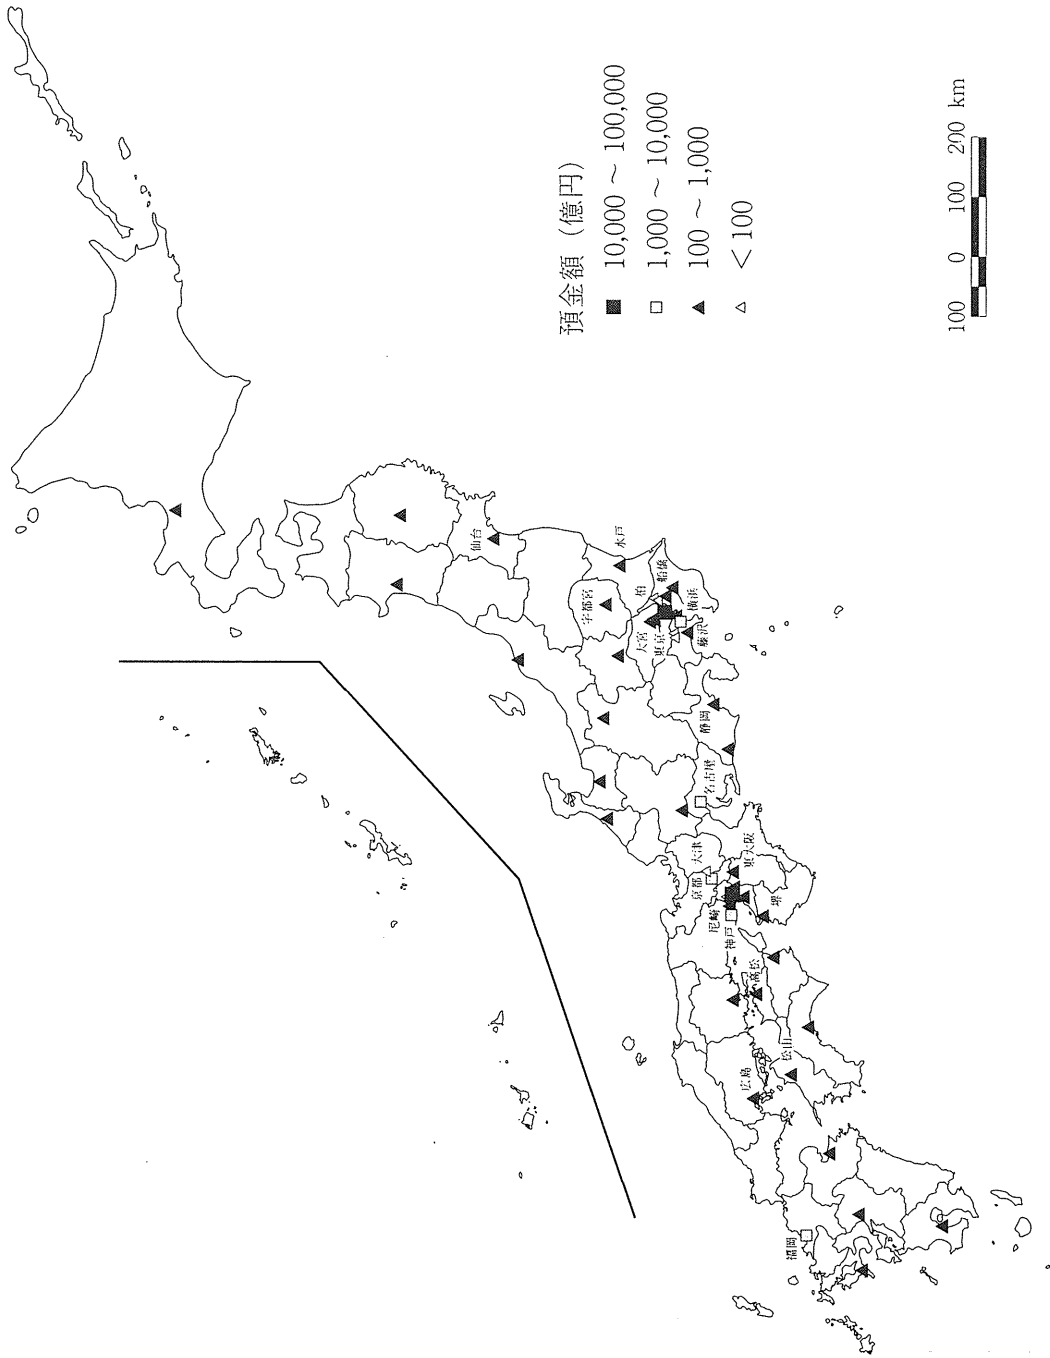 預金額（億円）
■ 10,000 ～ 100,000
□ 1,000 ～ 10,000
▲ 100 ～ 1,000
△ ＜100
100 0 100 200 km
仙台
水戸
宇都宮
柏
船橋
大宮
東京
横浜
藤沢
静岡
名古屋
大津
京都
東大阪
尼崎
神戸
堺
高松
松山
広島
福岡